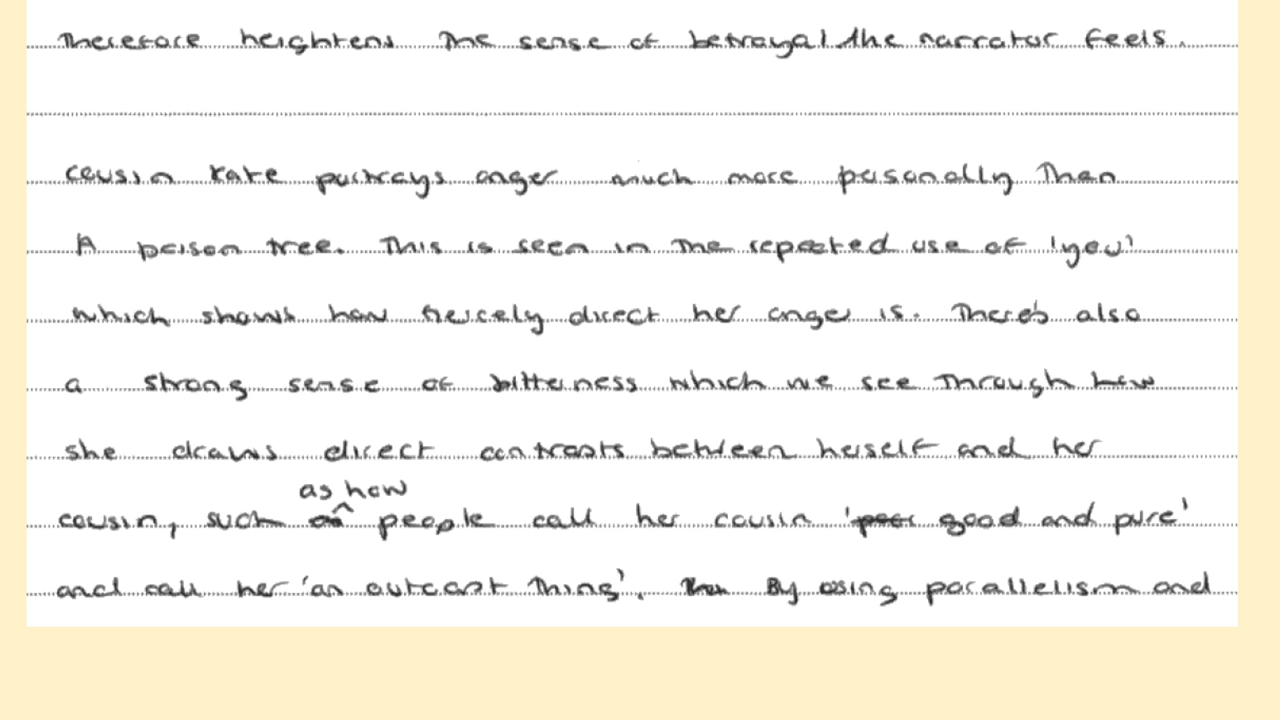 Therefore heightens the sense of betrayal the narrator feels.
cousin kate portrays anger much more pesonally than
A poison tree. This is seen in the repeated use of 'you'
which shows how fiercely direct her anger is. There's also
a strong sense of bitterness which we see through how
she draws direct contrasts between herself and her
as how
cousin, such people call her cousin 'good and pure'
and call her 'an outcast thing'. By using parallelism and